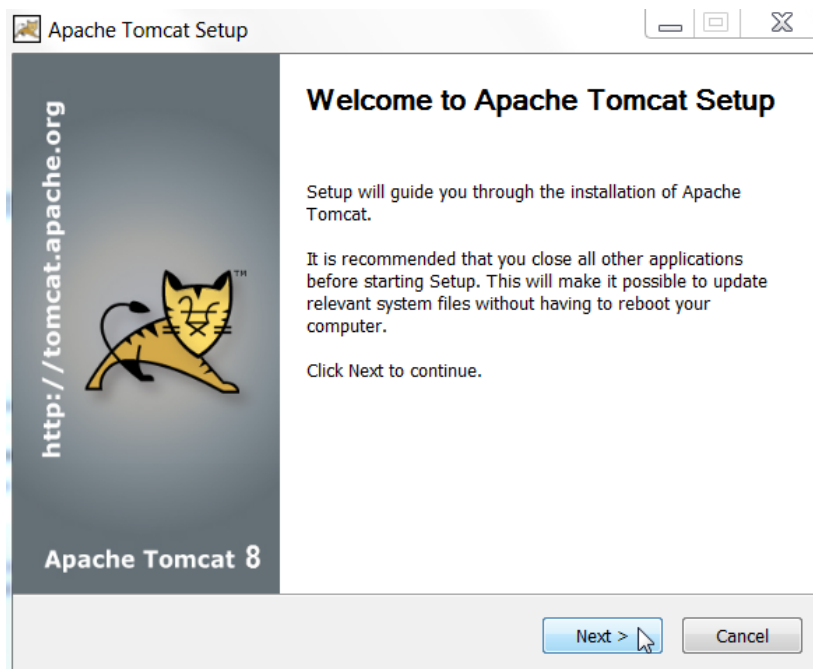 Apache Tomcat Setup
http://tomcat.apache.org
TM
Apache Tomcat 8
Welcome to Apache Tomcat Setup
Setup will guide you through the installation of Apache
Tomcat.
It is recommended that you close all other applications
before starting Setup. This will make it possible to update
relevant system files without having to reboot your
computer.
Click Next to continue.
Next >
Cancel